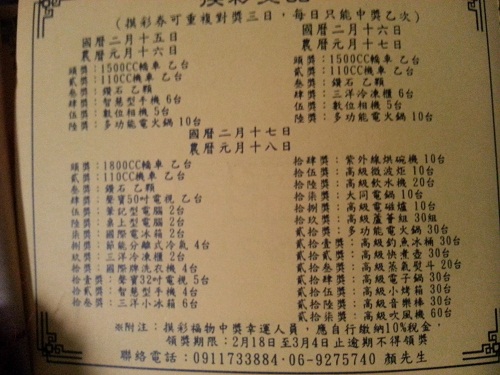 (摸彩券可重複對獎三日，每日只能中獎乙次)
國曆二月十五日
農曆元月十六日
頭獎：1500CC轎車 乙台
貳獎：110CC機車 乙台
叁獎：鑽石 乙顆
肆獎：智慧型手機 6台
伍獎：數位相機 5台
陸獎：多功能電火鍋 10台
國曆二月十六日
農曆元月十七日
頭獎：1500CC轎車 乙台
貳獎：110CC機車 乙台
叁獎：鑽石 乙顆
肆獎：三洋冷凍櫃 6台
伍獎：數位相機 5台
陸獎：多功能電火鍋 10台
國曆二月十七日
農曆元月十八日
頭獎：1800CC轎車 乙台
貳獎：110CC機車 乙台
叁獎：鑽石 乙顆
肆獎：聲寶50吋電視 乙台
伍獎：筆記型電腦 2台
陸獎：桌上型電腦 2台
柒獎：國際電冰箱 2台
捌獎：節能分離式冷氣 4台
玖獎：三洋冷凍櫃 2台
拾獎：國際牌洗衣機 4台
拾壹獎：聲寶32吋電視 5台
拾貳獎：智慧型手機 4台
拾叁獎：三洋小冰箱 6台
拾肆獎：紫外線烘碗機 10台
拾伍獎：高級微波爐 10台
拾陸獎：高級飲水機 20台
拾柒獎：大同電鍋 10台
拾捌獎：高級電磁爐 10台
拾玖獎：高級蘆薈組 30組
貳拾獎：多功能電火鍋 30台
貳拾壹獎：高級釣魚冰桶 30台
貳拾貳獎：高級快煮壺 30台
貳拾叁獎：高級蒸氣熨斗 20台
貳拾肆獎：高級電子鍋 30台
貳拾伍獎：高級小烤箱 30台
貳拾陸獎：高級音樂棒 30台
貳拾柒獎：高級吹風機 60台
※附注：摸彩福物中獎幸運人員，應自行繳納10%稅金，
領獎期限：2月18日至3月4日止逾期不得領獎
聯絡電話：0911733884·06-9275740 顏先生